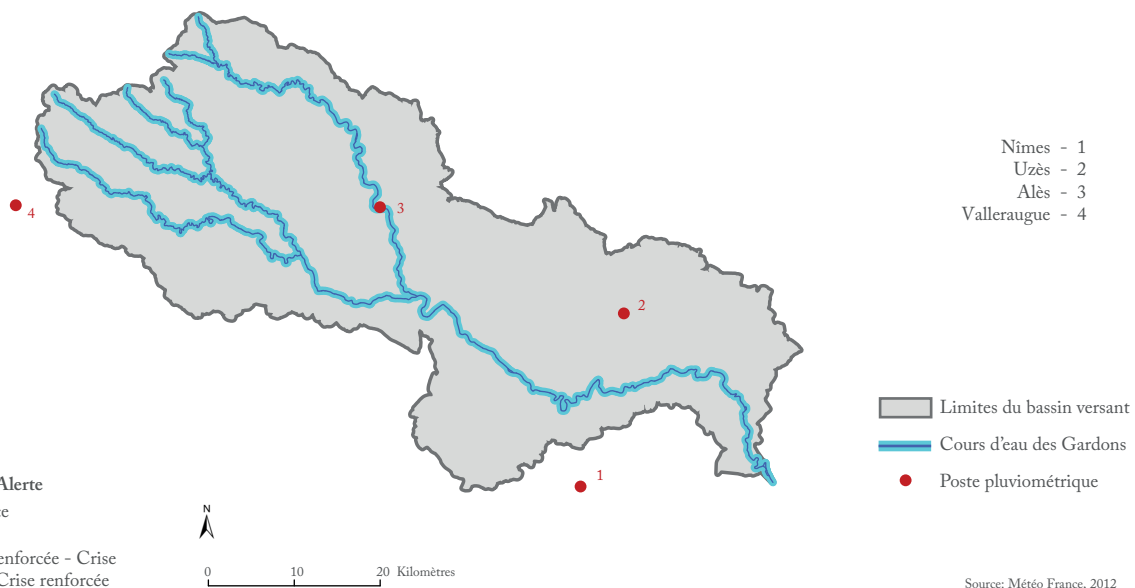 Nîmes - 1
Uzès - 2
Alès - 3
Valleraugue - 4
3
4
2
1
Limites du bassin versant
Cours d'eau des Gardons
Poste pluviométrique
Alerte
N
- Crise
Crise renforcée
0 10 20 Kilomètres
Source: Météo France, 2012